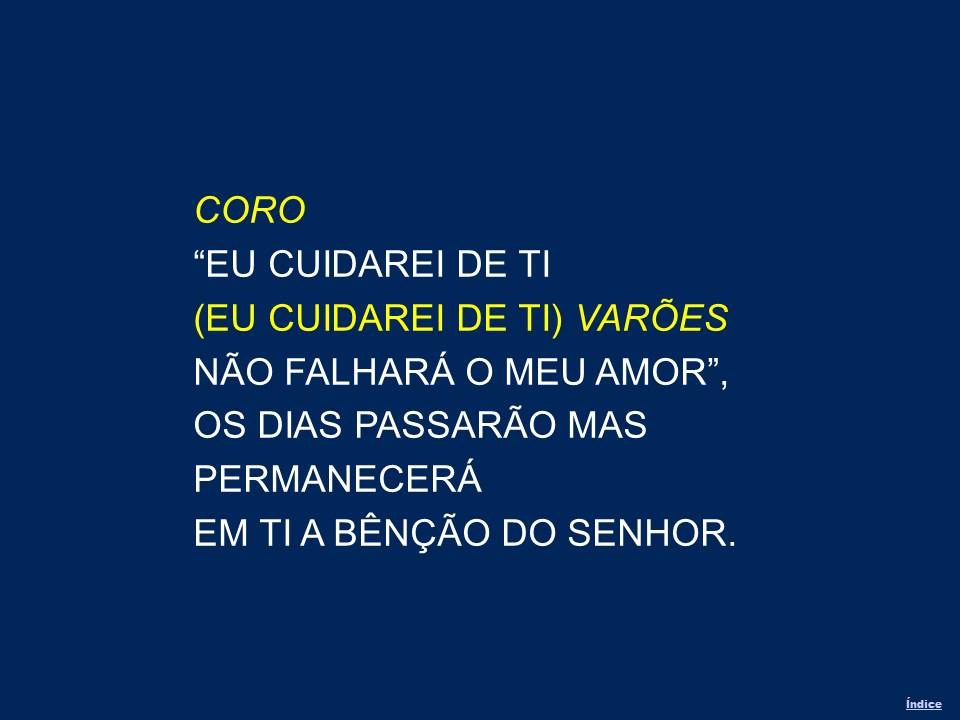 CORO
“EU CUIDAREI DE TI
(EU CUIDAREI DE TI) VARÕES
NÃO FALHARÁ O MEU AMOR”,
OS DIAS PASSARÃO MAS
PERMANECERÁ
EM TI A BÊNÇÃO DO SENHOR.
Índice